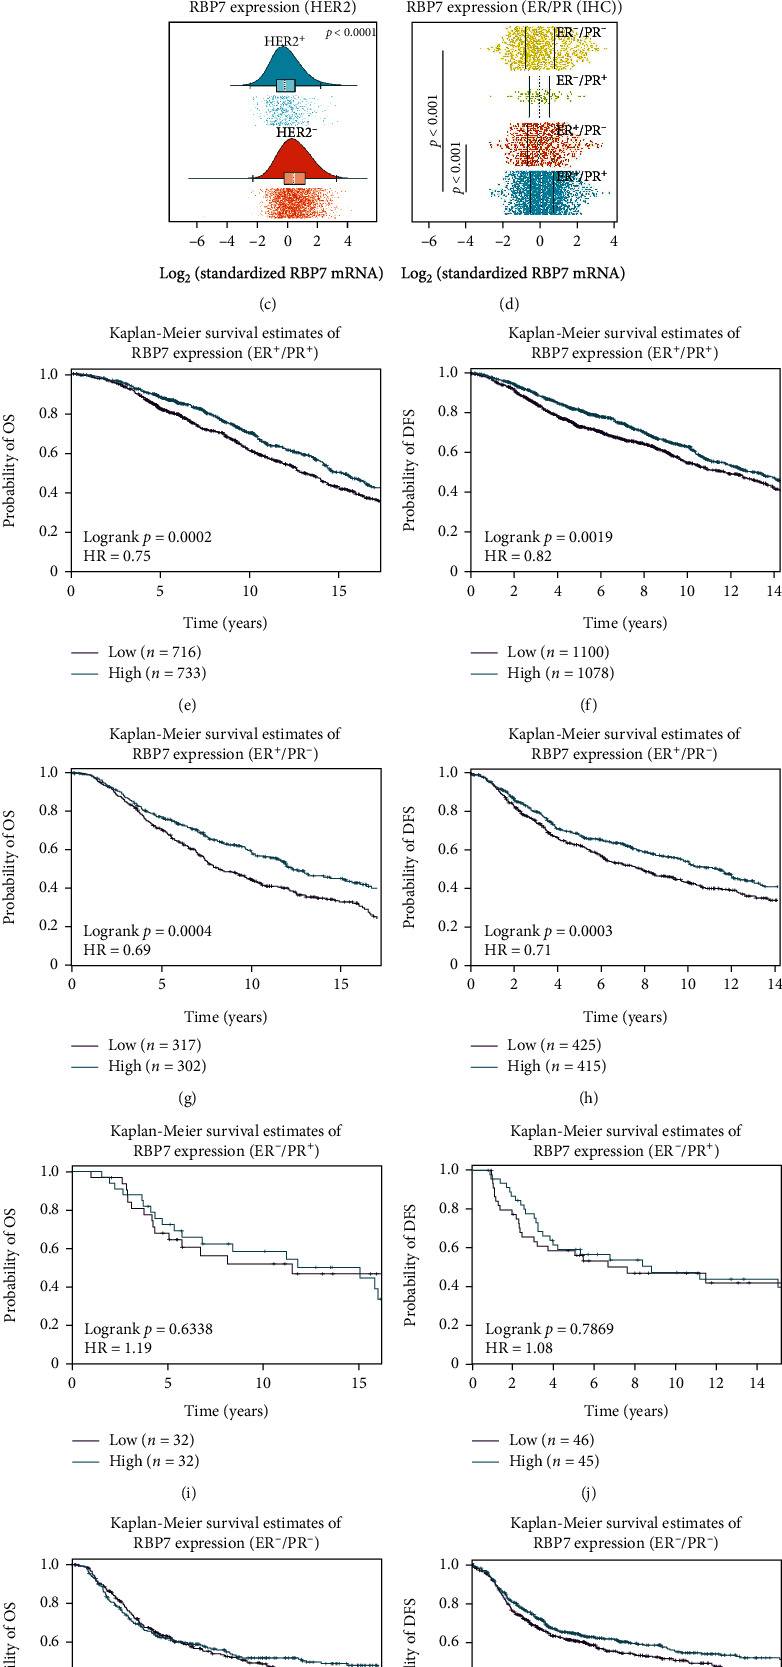 RBP7 expression (HER2)
p < 0.0001
HER2⁺
HER2⁻
−6 −4 −2 0 2 4
Log₂ (standardized RBP7 mRNA)
(c)
RBP7 expression (ER/PR (IHC))
ER⁻/PR⁻
ER⁻/PR⁺
ER⁺/PR⁻
ER⁺/PR⁺
p < 0.001
p < 0.001
−6 −4 −2 0 2 4
Log₂ (standardized RBP7 mRNA)
(d)
Kaplan-Meier survival estimates of
RBP7 expression (ER⁺/PR⁺)
Probability of OS
1.0
0.8
0.6
0.4
0.2
0
Logrank p = 0.0002
HR = 0.75
0 5 10 15
Time (years)
Low (n = 716)
High (n = 733)
(e)
Kaplan-Meier survival estimates of
RBP7 expression (ER⁺/PR⁺)
Probability of DFS
1.0
0.8
0.6
0.4
0.2
0
Logrank p = 0.0019
HR = 0.82
0 2 4 6 8 10 12 14
Time (years)
Low (n = 1100)
High (n = 1078)
(f)
Kaplan-Meier survival estimates of
RBP7 expression (ER⁺/PR⁻)
Probability of OS
1.0
0.8
0.6
0.4
0.2
0
Logrank p = 0.0004
HR = 0.69
5 10 15
Time (years)
Low (n = 317)
High (n = 302)
(g)
Kaplan-Meier survival estimates of
RBP7 expression (ER⁺/PR⁻)
Probability of DFS
1.0
0.8
0.6
0.4
0.2
0
Logrank p = 0.0003
HR = 0.71
0 2 4 6 8 10 12 14
Time (years)
Low (n = 425)
High (n = 415)
(h)
Kaplan-Meier survival estimates of
RBP7 expression (ER⁻/PR⁺)
Probability of OS
1.0
0.8
0.6
0.4
0.2
0
Logrank p = 0.6338
HR = 1.19
0 5 10 15
Time (years)
Low (n = 32)
High (n = 32)
(i)
Kaplan-Meier survival estimates of
RBP7 expression (ER⁻/PR⁺)
Probability of DFS
1.0
0.8
0.6
0.4
0.2
0
Logrank p = 0.7869
HR = 1.08
0 2 4 6 8 10 12 14
Time (years)
Low (n = 46)
High (n = 45)
(j)
Kaplan-Meier survival estimates of
RBP7 expression (ER⁻/PR⁻)
ility of OS
1.0
0.8
0.6
Kaplan-Meier survival estimates of
RBP7 expression (ER⁻/PR⁻)
ility of DFS
1.0
0.8
0.6